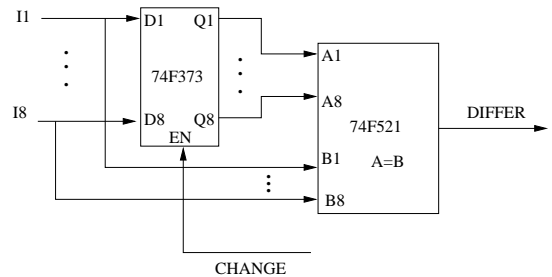 I1
D1
Q1
74F373
I8
D8
Q8
EN
A1
A8
74F521
B1
A=B
B8
DIFFER
CHANGE